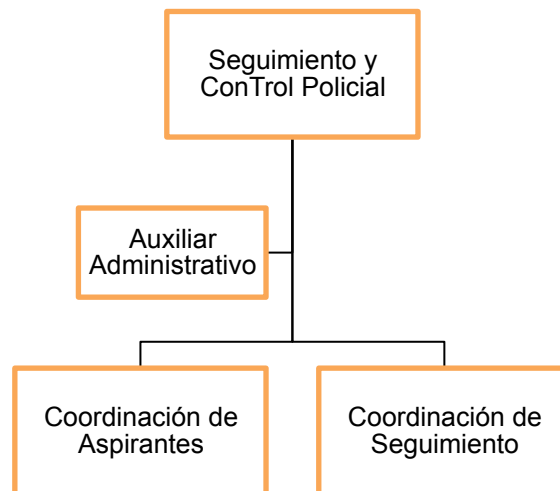 Seguimiento y
ConTrol Policial
Auxiliar
Administrativo
Coordinación de
Aspirantes
Coordinación de
Seguimiento